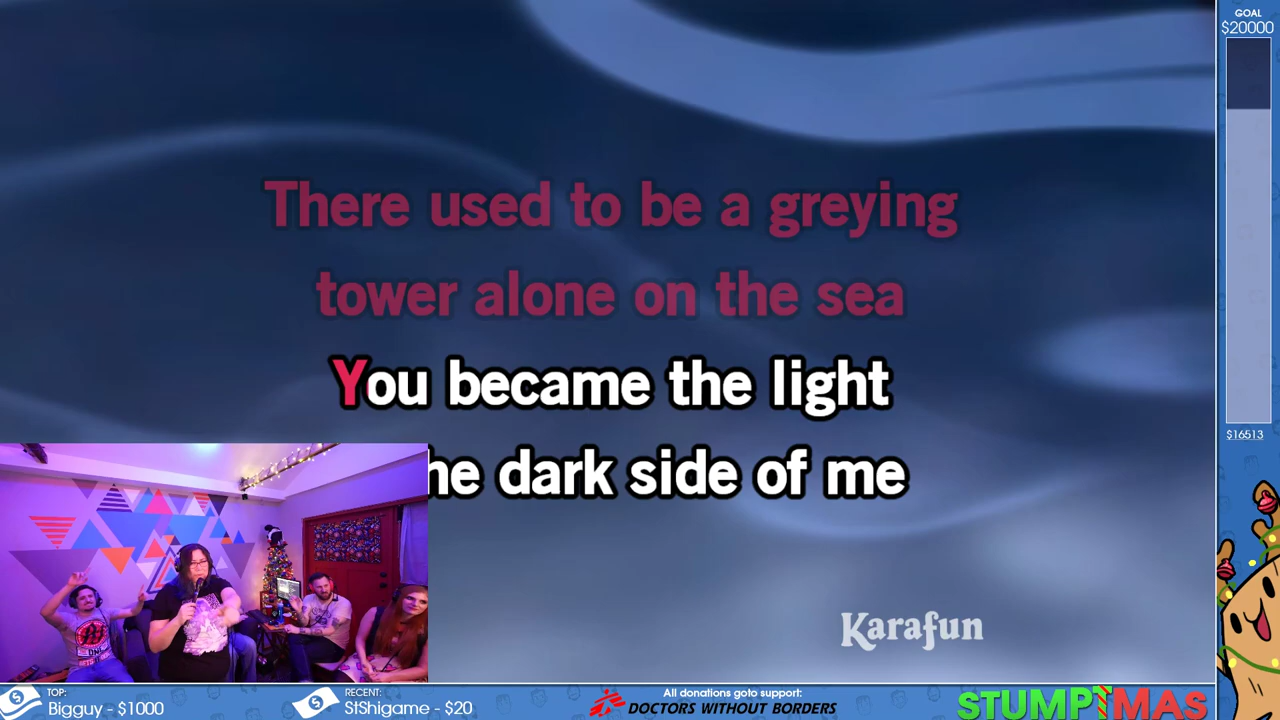 GOAL
$20000
There used to be a greying
tower alone on the sea
You became the light
he dark side of me
$16513
Karafun
TOP:
Bigguy - $1000
RECENT:
StShigame - $20
All donations goto support:
DOCTORS WITHOUT BORDERS
STUMPTMAS